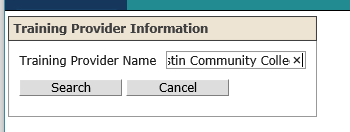 Training Provider Information
Training Provider Name stin Community Colle
Search Cancel